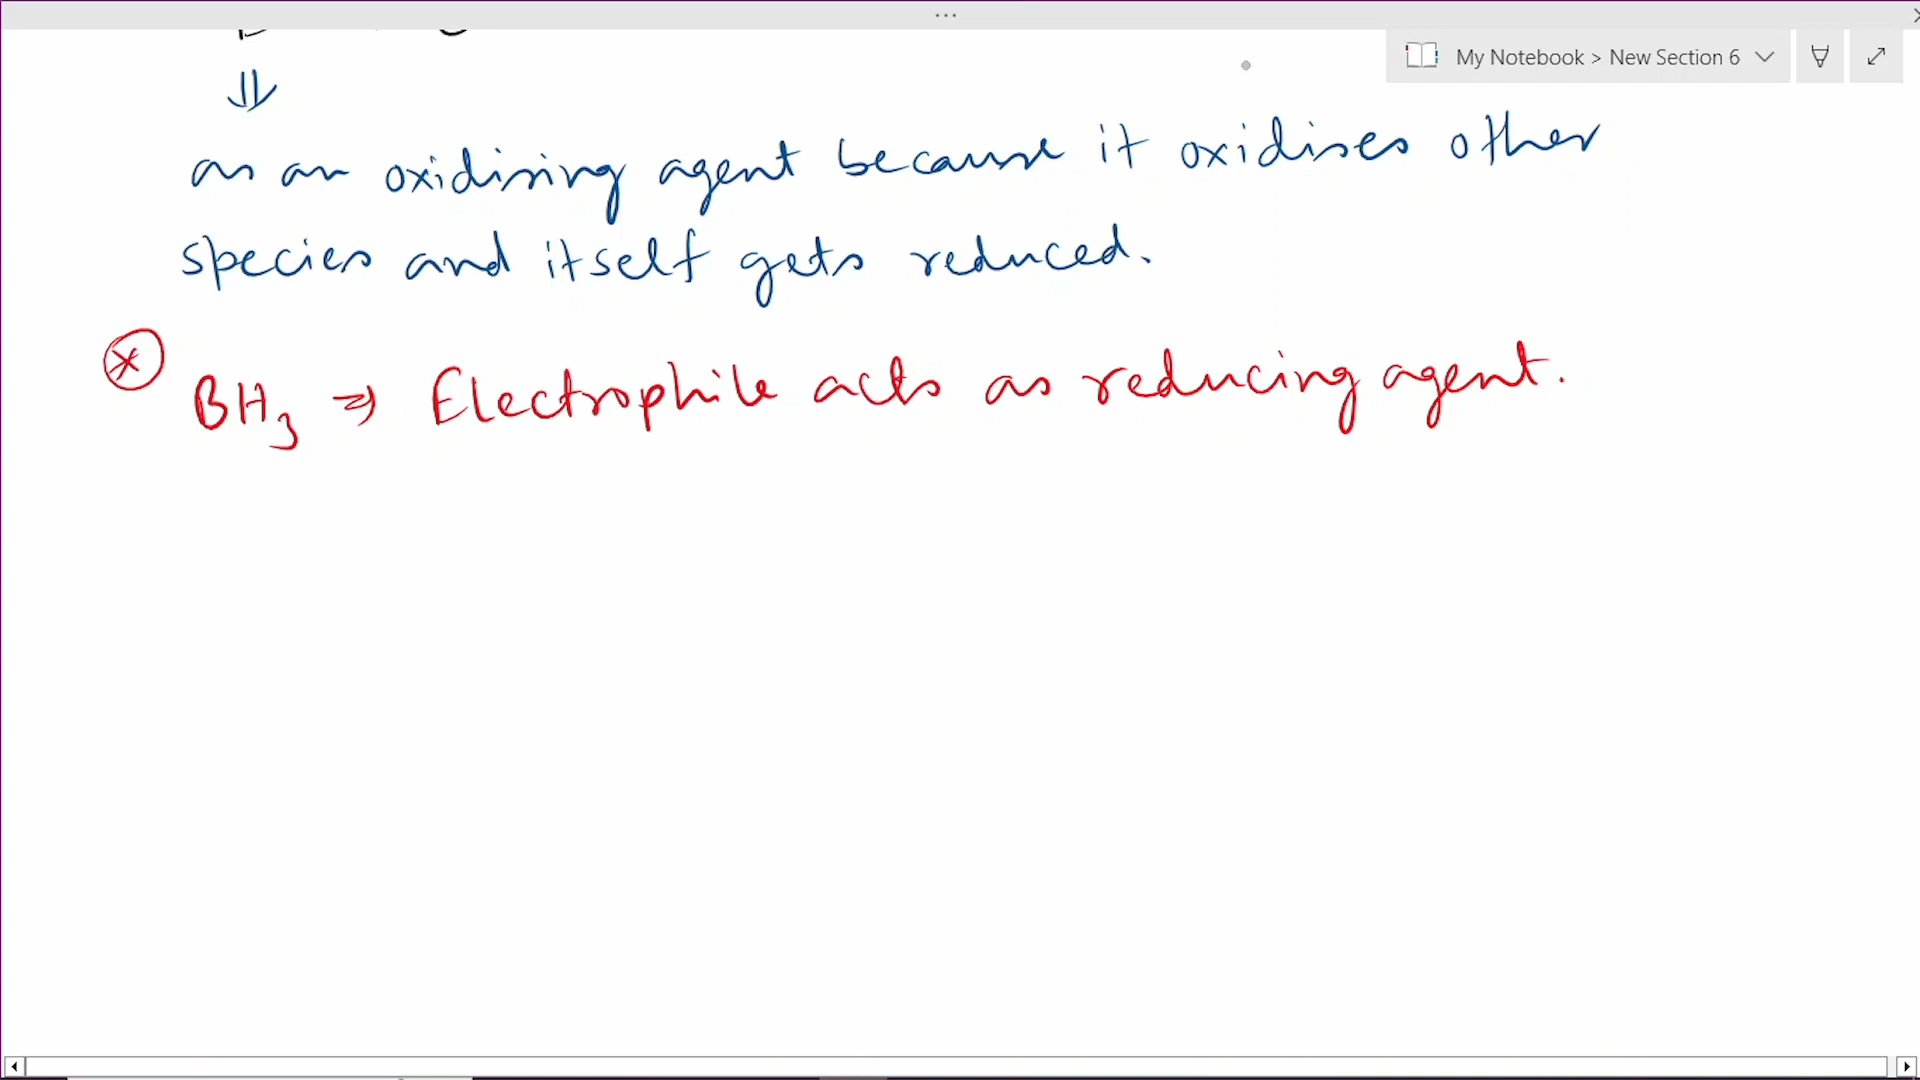 ...
My Notebook > New Section 6
⇓
as an oxidising agent because it oxidises other
species and itself gets reduced.
* BH₃ ⇒ Electrophile acts as reducing agent.